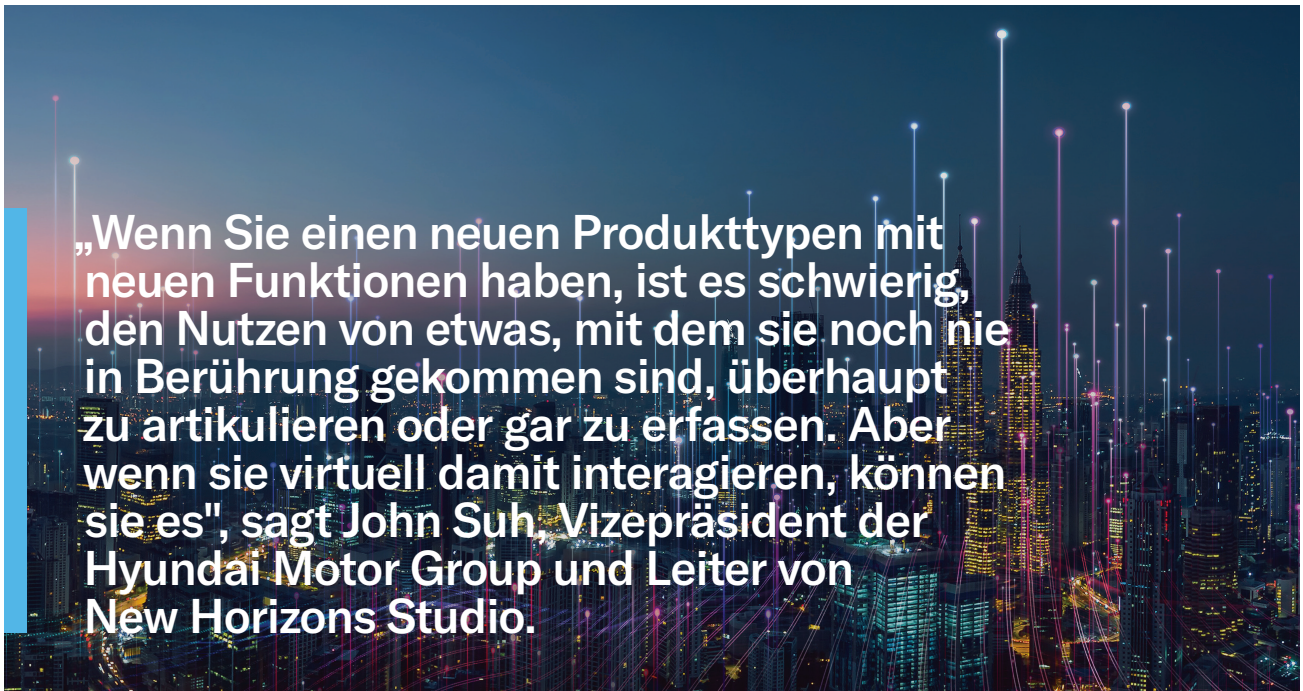 „Wenn Sie einen neuen Produkttypen mit
neuen Funktionen haben, ist es schwierig,
den Nutzen von etwas, mit dem sie noch nie
in Berührung gekommen sind, überhaupt
zu artikulieren oder gar zu erfassen. Aber
wenn sie virtuell damit interagieren, können
sie es", sagt John Suh, Vizepräsident der
Hyundai Motor Group und Leiter von
New Horizons Studio.